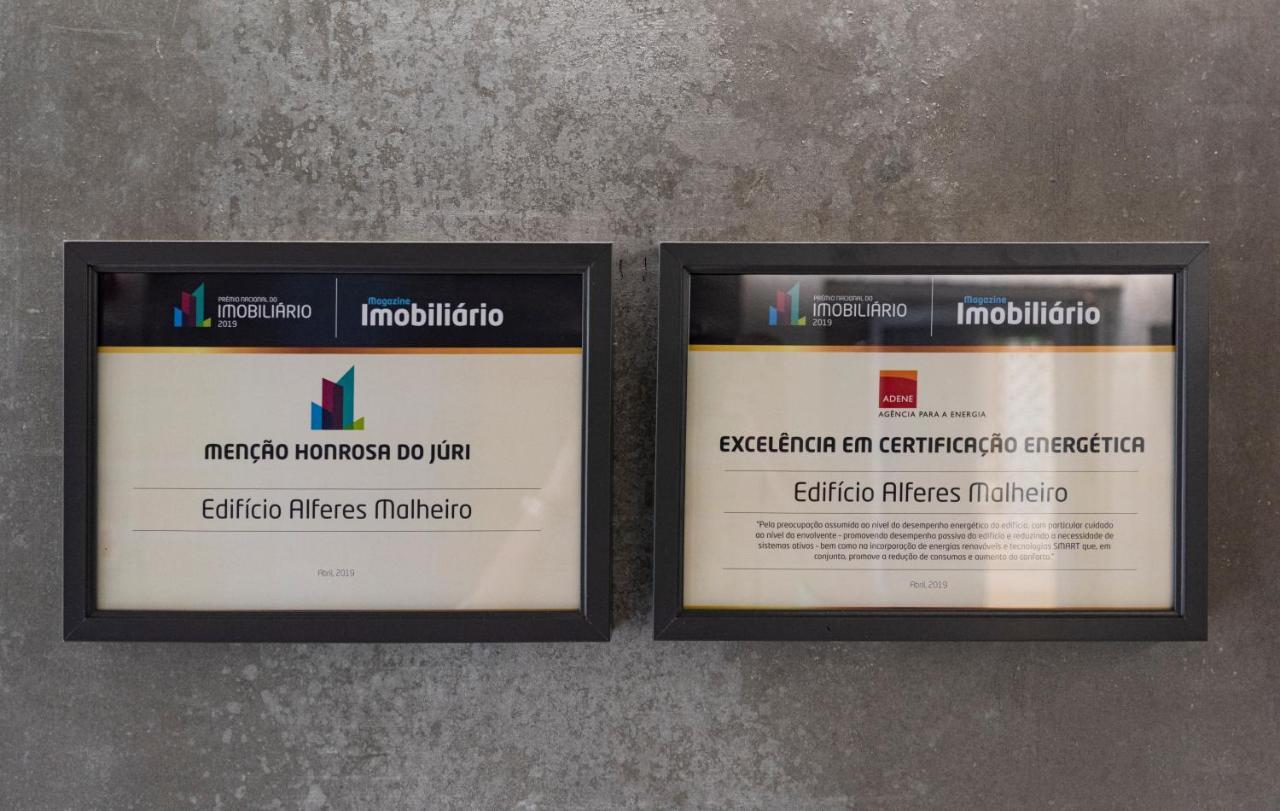 PRÉMIO NACIONAL DO
IMOBILIÁRIO
2019
Magazine
Imobiliário
MENÇÃO HONROSA DO JÚRI
Edifício Alferes Malheiro
Abril, 2019
PRÉMIO NACIONAL DO
IMOBILIÁRIO
2019
Magazine
Imobiliário
ADENE
AGÊNCIA PARA A ENERGIA
EXCELÊNCIA EM CERTIFICAÇÃO ENERGÉTICA
Edifício Alferes Malheiro
"Pela preocupação assumida ao nível do desempenho energético do edifício, com particular cuidado
ao nível da envolvente - promovendo desempenho passivo do edifício e reduzindo a necessidade de
sistemas ativos - bem como na incorporação de energias renováveis e tecnologias SMART que, em
conjunto, promove a redução de consumos e aumento do conforto."
Abril, 2019